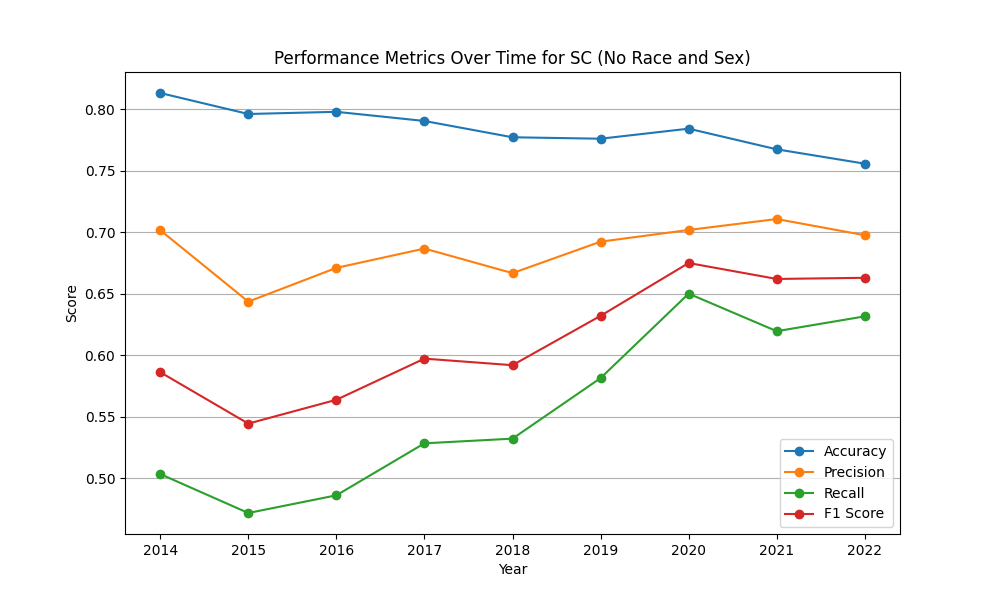 Performance Metrics Over Time for SC (No Race and Sex)
0.80
0.75
0.70
0.65
0.60
0.55
0.50
Score
2014 2015 2016 2017 2018 2019 2020 2021 2022
Year
Accuracy
Precision
Recall
F1 Score